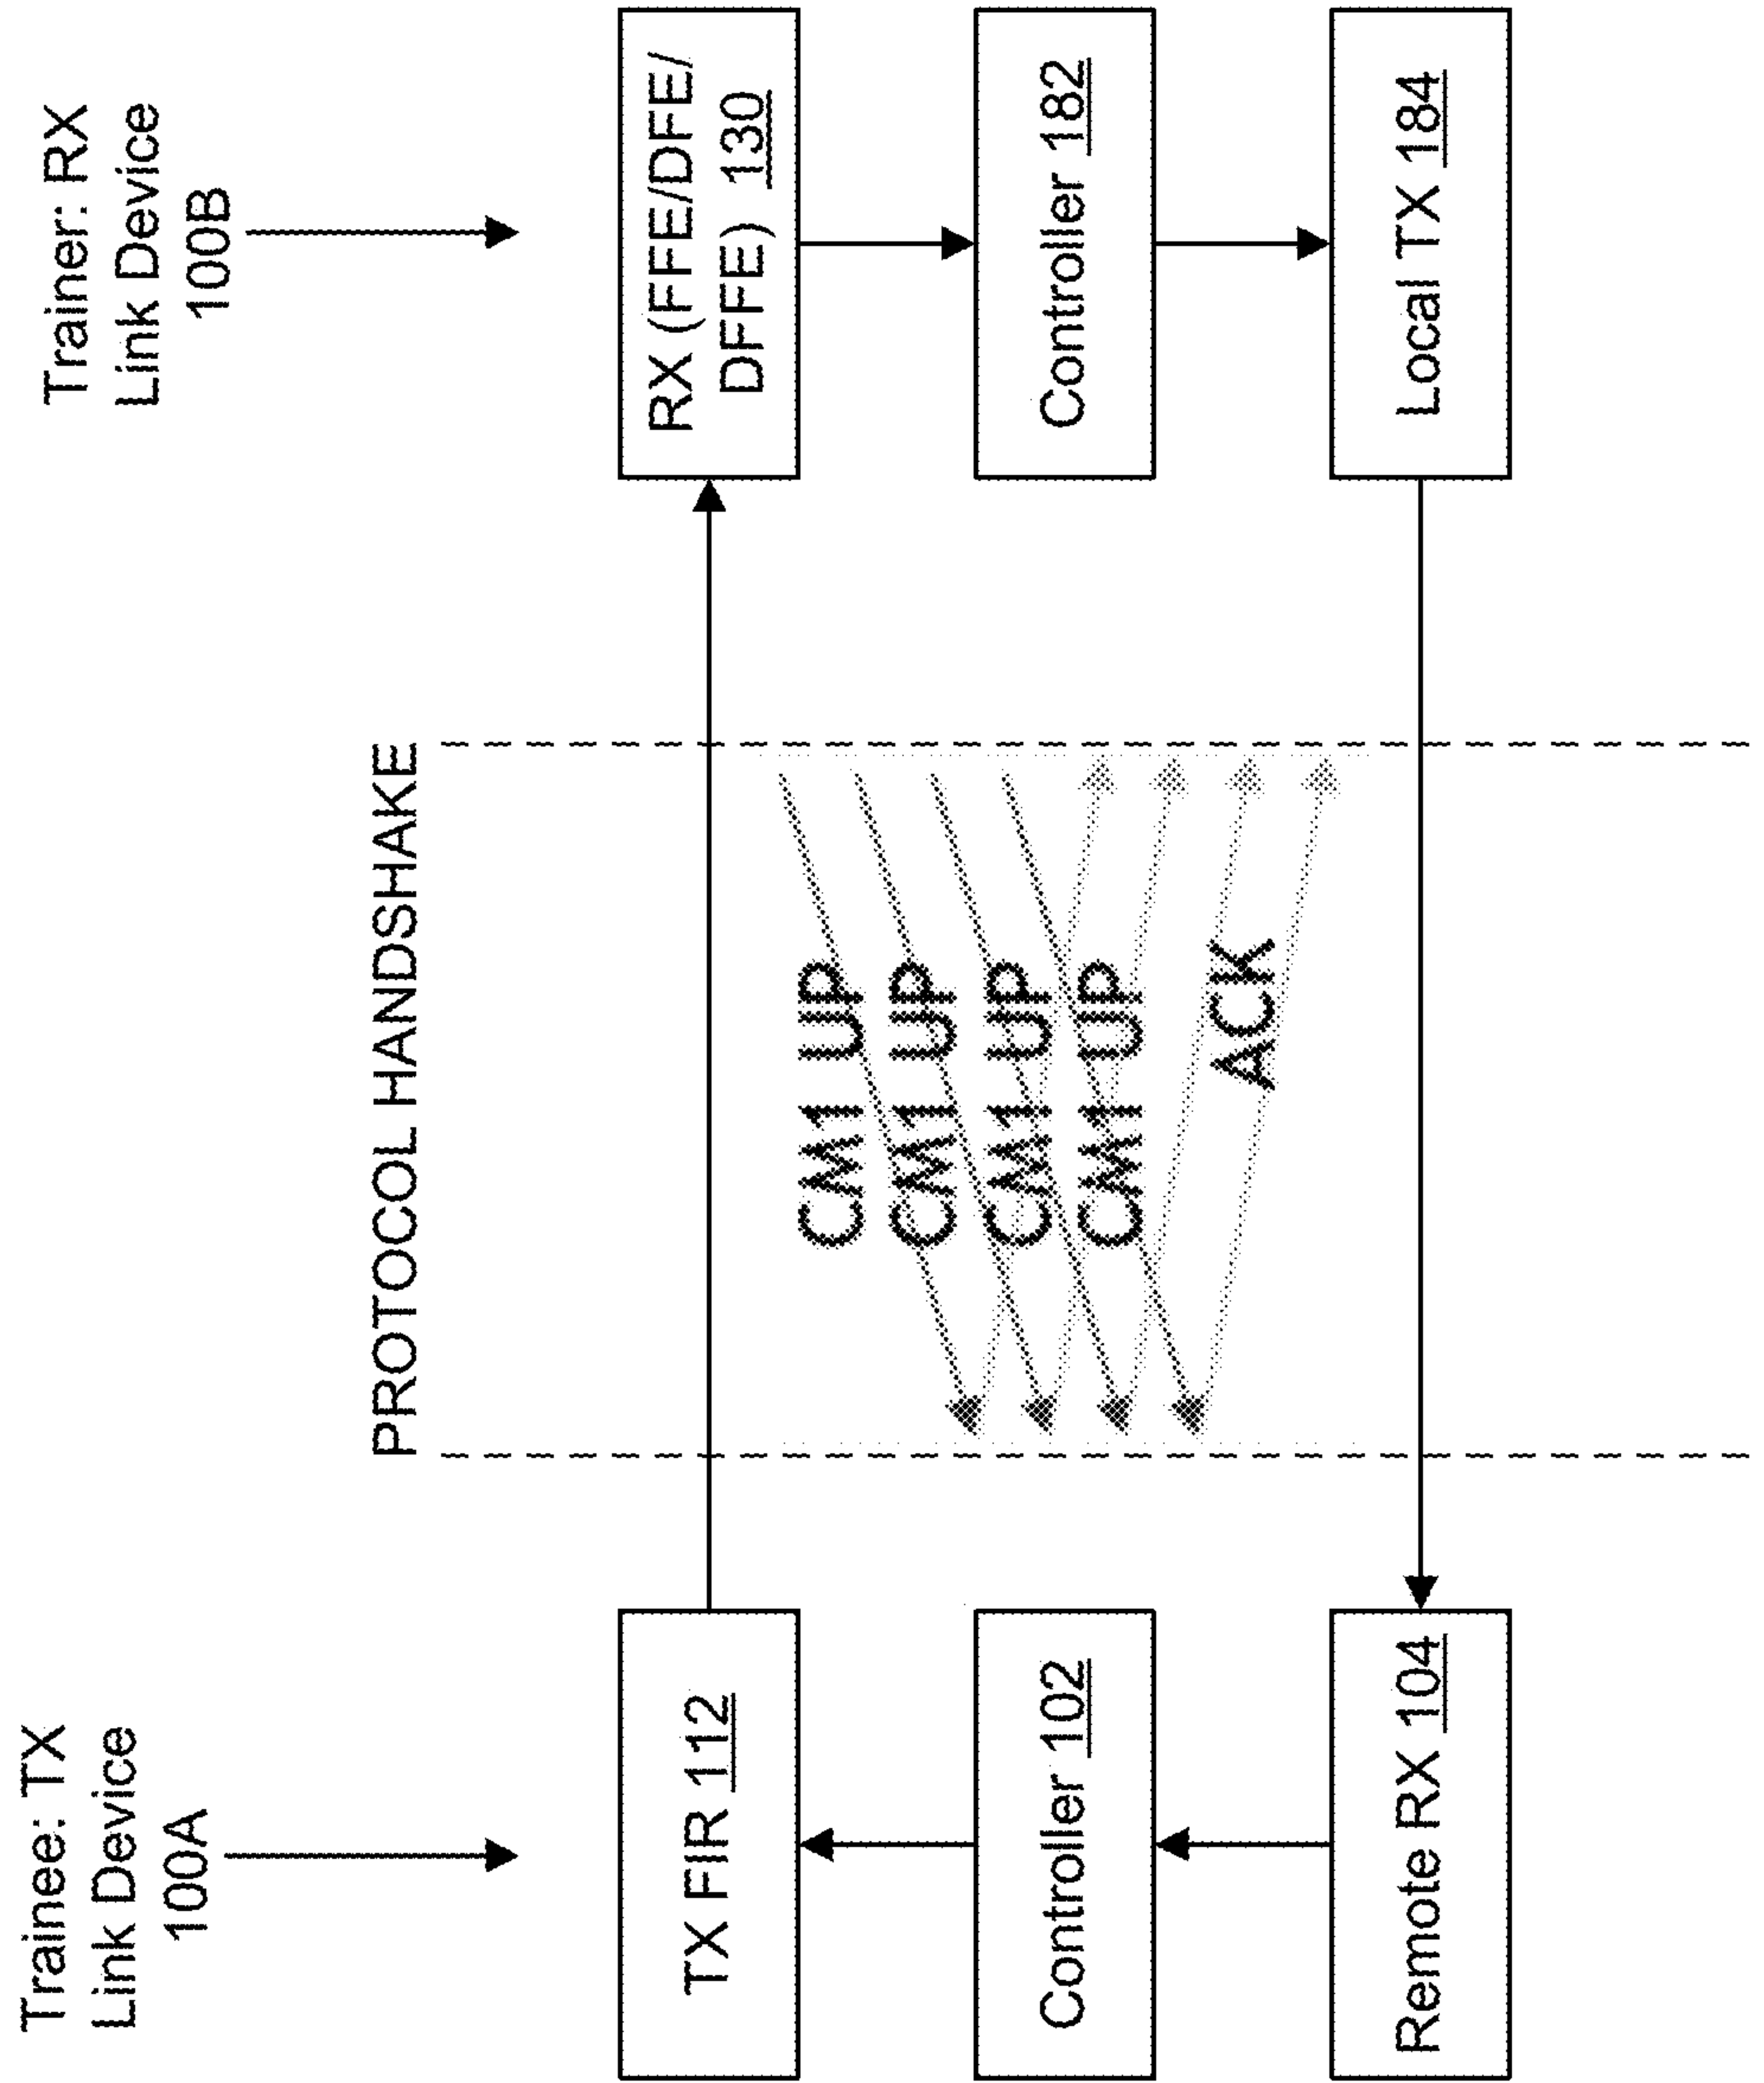 Trainee: TX
Link Device
100A
Trainer: RX
Link Device
100B
PROTOCOL HANDSHAKE
TX FIR 112
RX (FFE/DFE/
DFFE) 130
CM1 UP
CM1 UP
CM1 UP
CM1 UP
ACK
Controller 102
Controller 182
Remote RX 104
Local TX 184